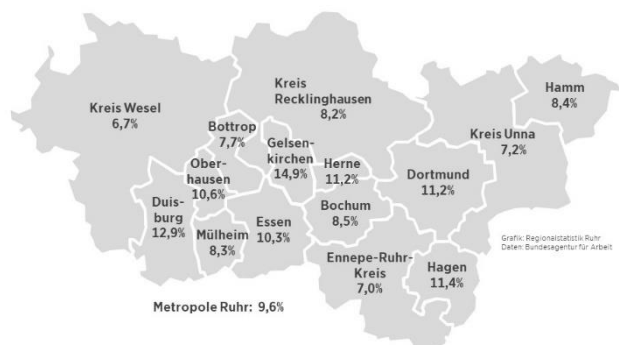 Kreis Wesel
6,7%
Kreis
Recklinghausen
8,2%
Hamm
8,4%
Bottrop
7,7%
Gelsen-
kirchen
14,9%
Kreis Unna
7,2%
Ober-
hausen
10,6%
Herne
11,2%
Dortmund
11,2%
Duis-
burg
12,9%
Mülheim
8,3%
Essen
10,3%
Bochum
8,5%
Ennepe-Ruhr-
Kreis
7,0%
Hagen
11,4%
Grafik: Regionalstatistik Ruhr
Daten: Bundesagentur für Arbeit
Metropole Ruhr: 9,6%